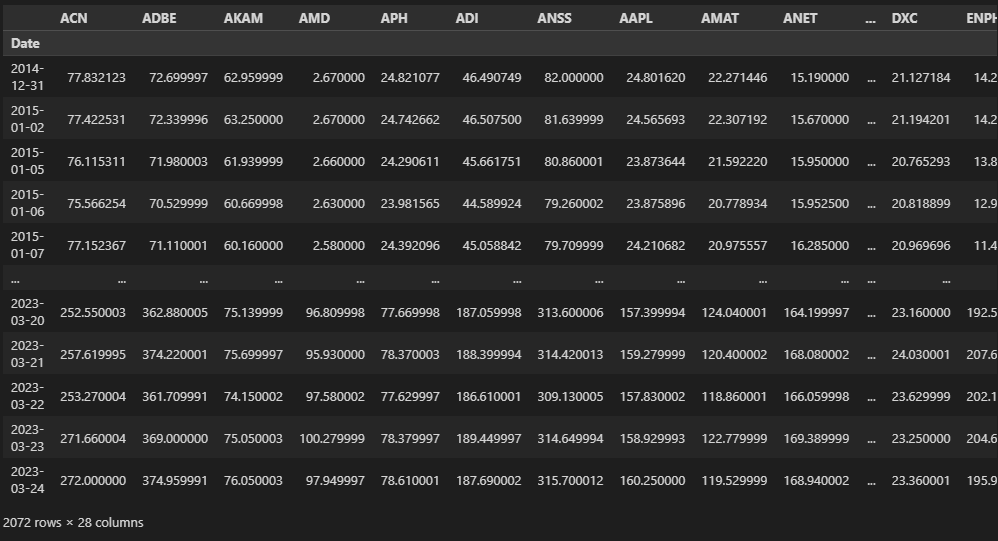 ACN ADBE AKAM AMD APH ADI ANSS AAPL AMAT ANET ... DXC ENPH
Date
2014-12-31 77.832123 72.699997 62.959999 2.670000 24.821077 46.490749 82.000000 24.801620 22.271446 15.190000 ... 21.127184 14.2
2015-01-02 77.422531 72.339996 63.250000 2.670000 24.742662 46.507500 81.639999 24.565693 22.307192 15.670000 ... 21.194201 14.2
2015-01-05 76.115311 71.980003 61.939999 2.660000 24.290611 45.661751 80.860001 23.873644 21.592220 15.950000 ... 20.765293 13.8
2015-01-06 75.566254 70.529999 60.669998 2.630000 23.981565 44.589924 79.260002 23.875896 20.778934 15.952500 ... 20.818899 12.9
2015-01-07 77.152367 71.110001 60.160000 2.580000 24.392096 45.058842 79.709999 24.210682 20.975557 16.285000 ... 20.969696 11.4
... ... ... ... ... ... ... ... ... ... ... ... ...
2023-03-20 252.550003 362.880005 75.139999 96.809998 77.669998 187.059998 313.600006 157.399994 124.040001 164.199997 ... 23.160000 192.5
2023-03-21 257.619995 374.220001 75.699997 95.930000 78.370003 188.399994 314.420013 159.279999 120.400002 168.080002 ... 24.030001 207.6
2023-03-22 253.270004 361.709991 74.150002 97.580002 77.629997 186.610001 309.130005 157.830002 118.860001 166.059998 ... 23.629999 202.1
2023-03-23 271.660004 369.000000 75.050003 100.279999 78.379997 189.449997 314.649994 158.929993 122.779999 169.389999 ... 23.250000 204.6
2023-03-24 272.000000 374.959991 76.050003 97.949997 78.610001 187.690002 315.700012 160.250000 119.529999 168.940002 ... 23.360001 195.9
2072 rows × 28 columns